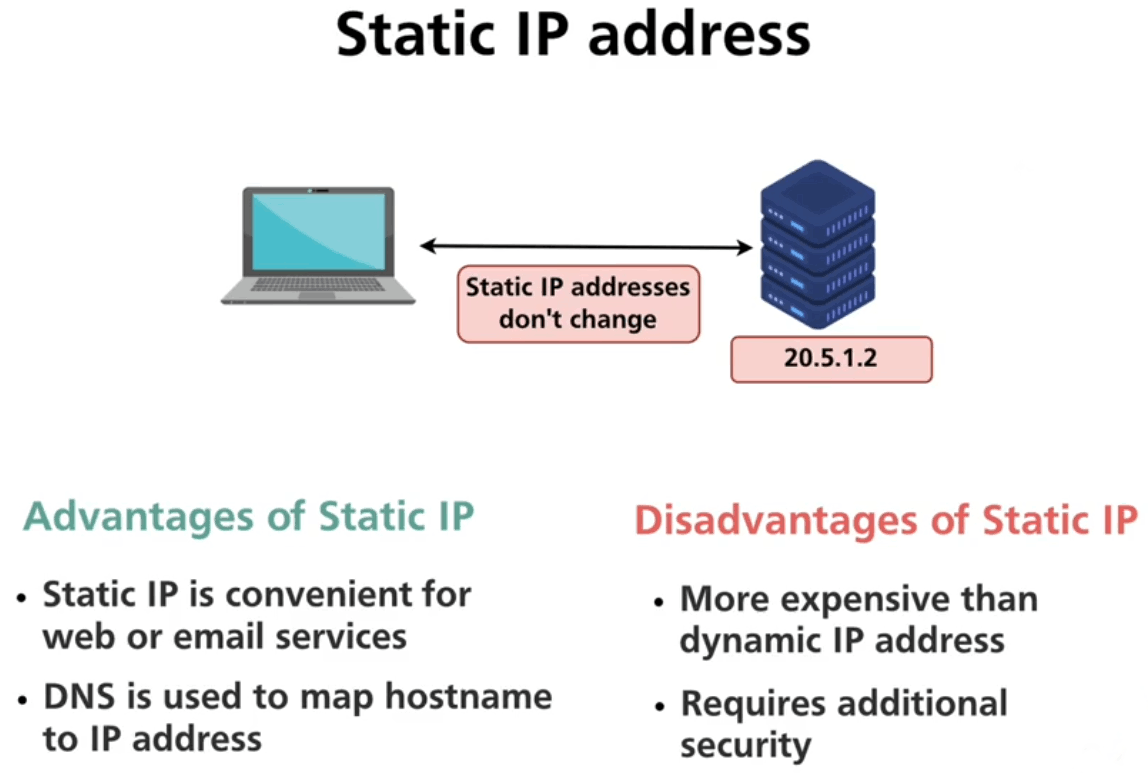 Static IP address
Static IP addresses
don't change
20.5.1.2
Advantages of Static IP
• Static IP is convenient for
web or email services
• DNS is used to map hostname
to IP address
Disadvantages of Static IP
• More expensive than
dynamic IP address
• Requires additional
security